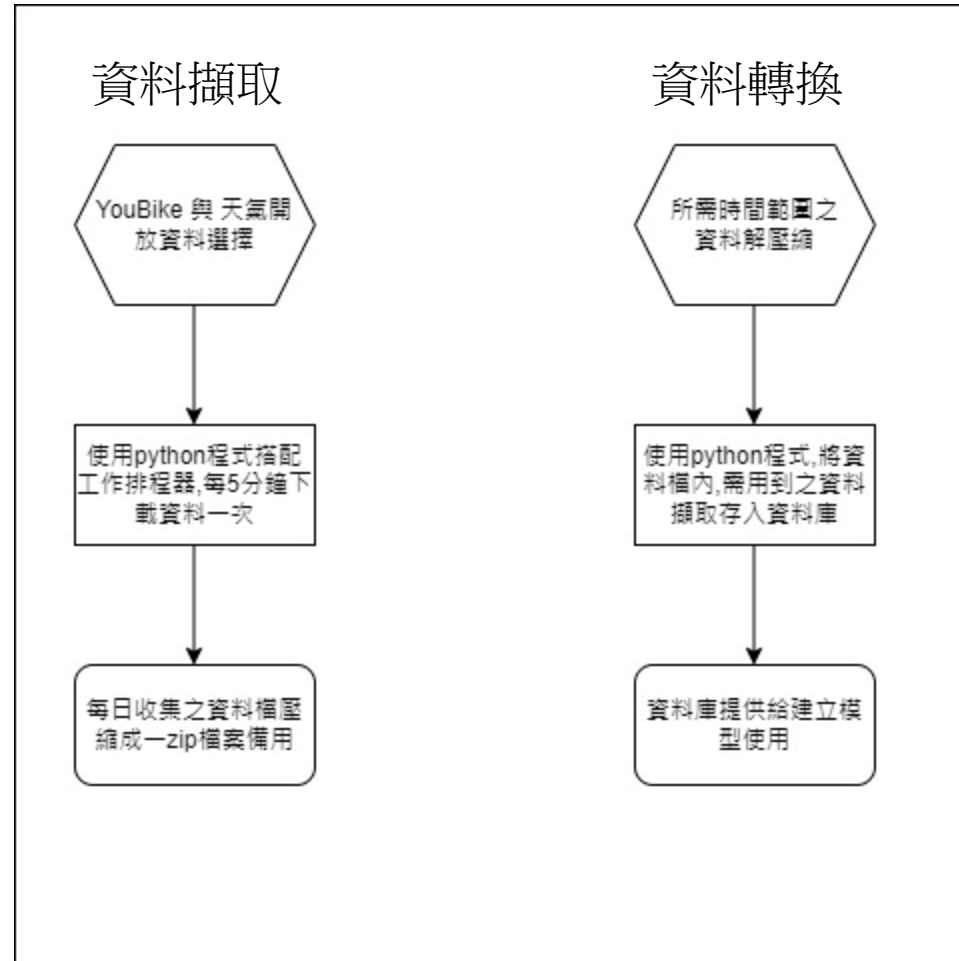 資料擷取
YouBike 與 天氣開
放資料選擇
使用python程式搭配
工作排程器,每5分鐘下
載資料一次
每日收集之資料檔壓
縮成一zip檔案備用
資料轉換
所需時間範圍之
資料解壓縮
使用python程式,將資
料檔內,需用到之資料
擷取存入資料庫
資料庫提供給建立模
型使用